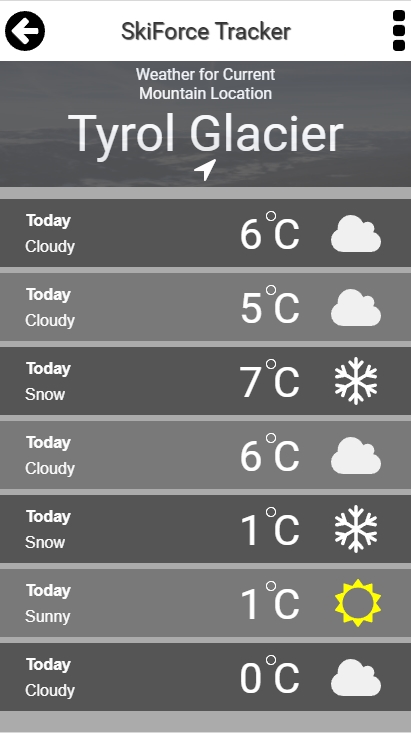 SkiForce Tracker
Weather for Current
Mountain Location
Tyrol Glacier
Today
Cloudy
6°C
Today
Cloudy
5°C
Today
Snow
7°C
Today
Cloudy
6°C
Today
Snow
1°C
Today
Sunny
1°C
Today
Cloudy
0°C